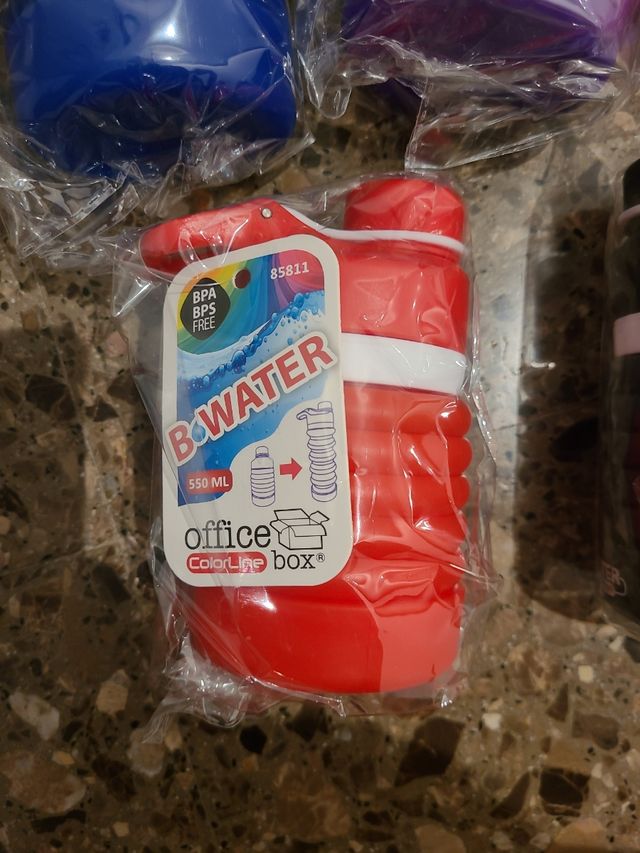 85811
BPA
BPS
FREE
B.WATER
550 ML
office
ColorLine box®